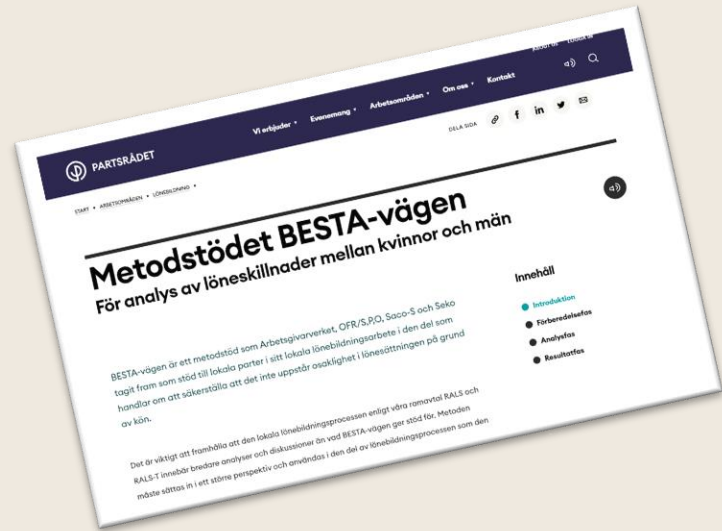 ABOUT US
PARTSRÅDET
Vi erbjuder
Evenemang
Arbetsområden
Om oss
Kontakt
DELA SIDA
START • ARBETSOMRÅDEN • LÖNEBILDNING •
Metodstödet BESTA-vägen
För analys av löneskillnader mellan kvinnor och män
BESTA-vägen är ett metodstöd som Arbetsgivarverket, OFR/S,P,O, Saco-S och Seko
tagit fram som stöd till lokala parter i sitt lokala lönebildningsarbete i den del som
handlar om att säkerställa att det inte uppstår osaklighet i lönesättningen på grund
av kön.
Det är viktigt att framhålla att den lokala lönebildningsprocessen enligt våra ramavtal RALS och
RALS-T innebär bredare analyser och diskussioner än vad BESTA-vägen ger stöd för. Metoden
måste sättas in i ett större perspektiv och användas i den del av lönebildningsprocessen som den
Innehåll
Introduktion
Förberedelsefas
Analysfas
Resultatfas